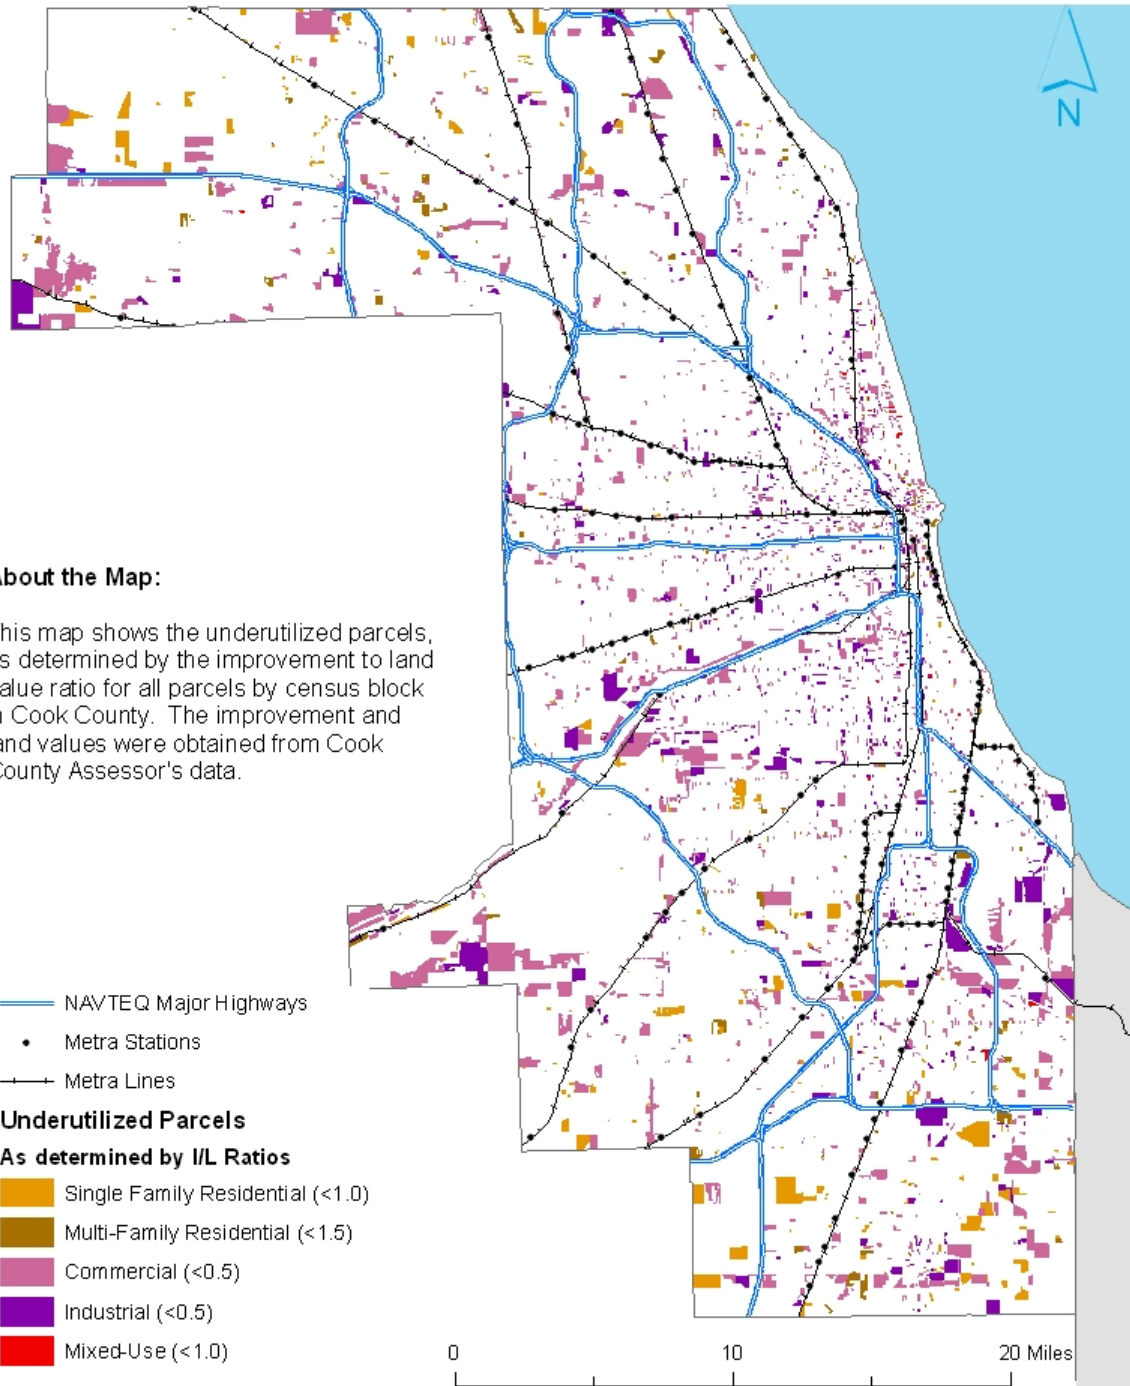 N
About the Map:
his map shows the underutilized parcels,
s determined by the improvement to land
alue ratio for all parcels by census block
Cook County. The improvement and
and values were obtained from Cook
County Assessor's data.
NAVTEQ Major Highways
Metra Stations
Metra Lines
Underutilized Parcels
As determined by I/L Ratios
Single Family Residential (<1.0)
Multi-Family Residential (<1.5)
Commercial (<0.5)
Industrial (<0.5)
Mixed-Use (<1.0)
0 10 20 Miles